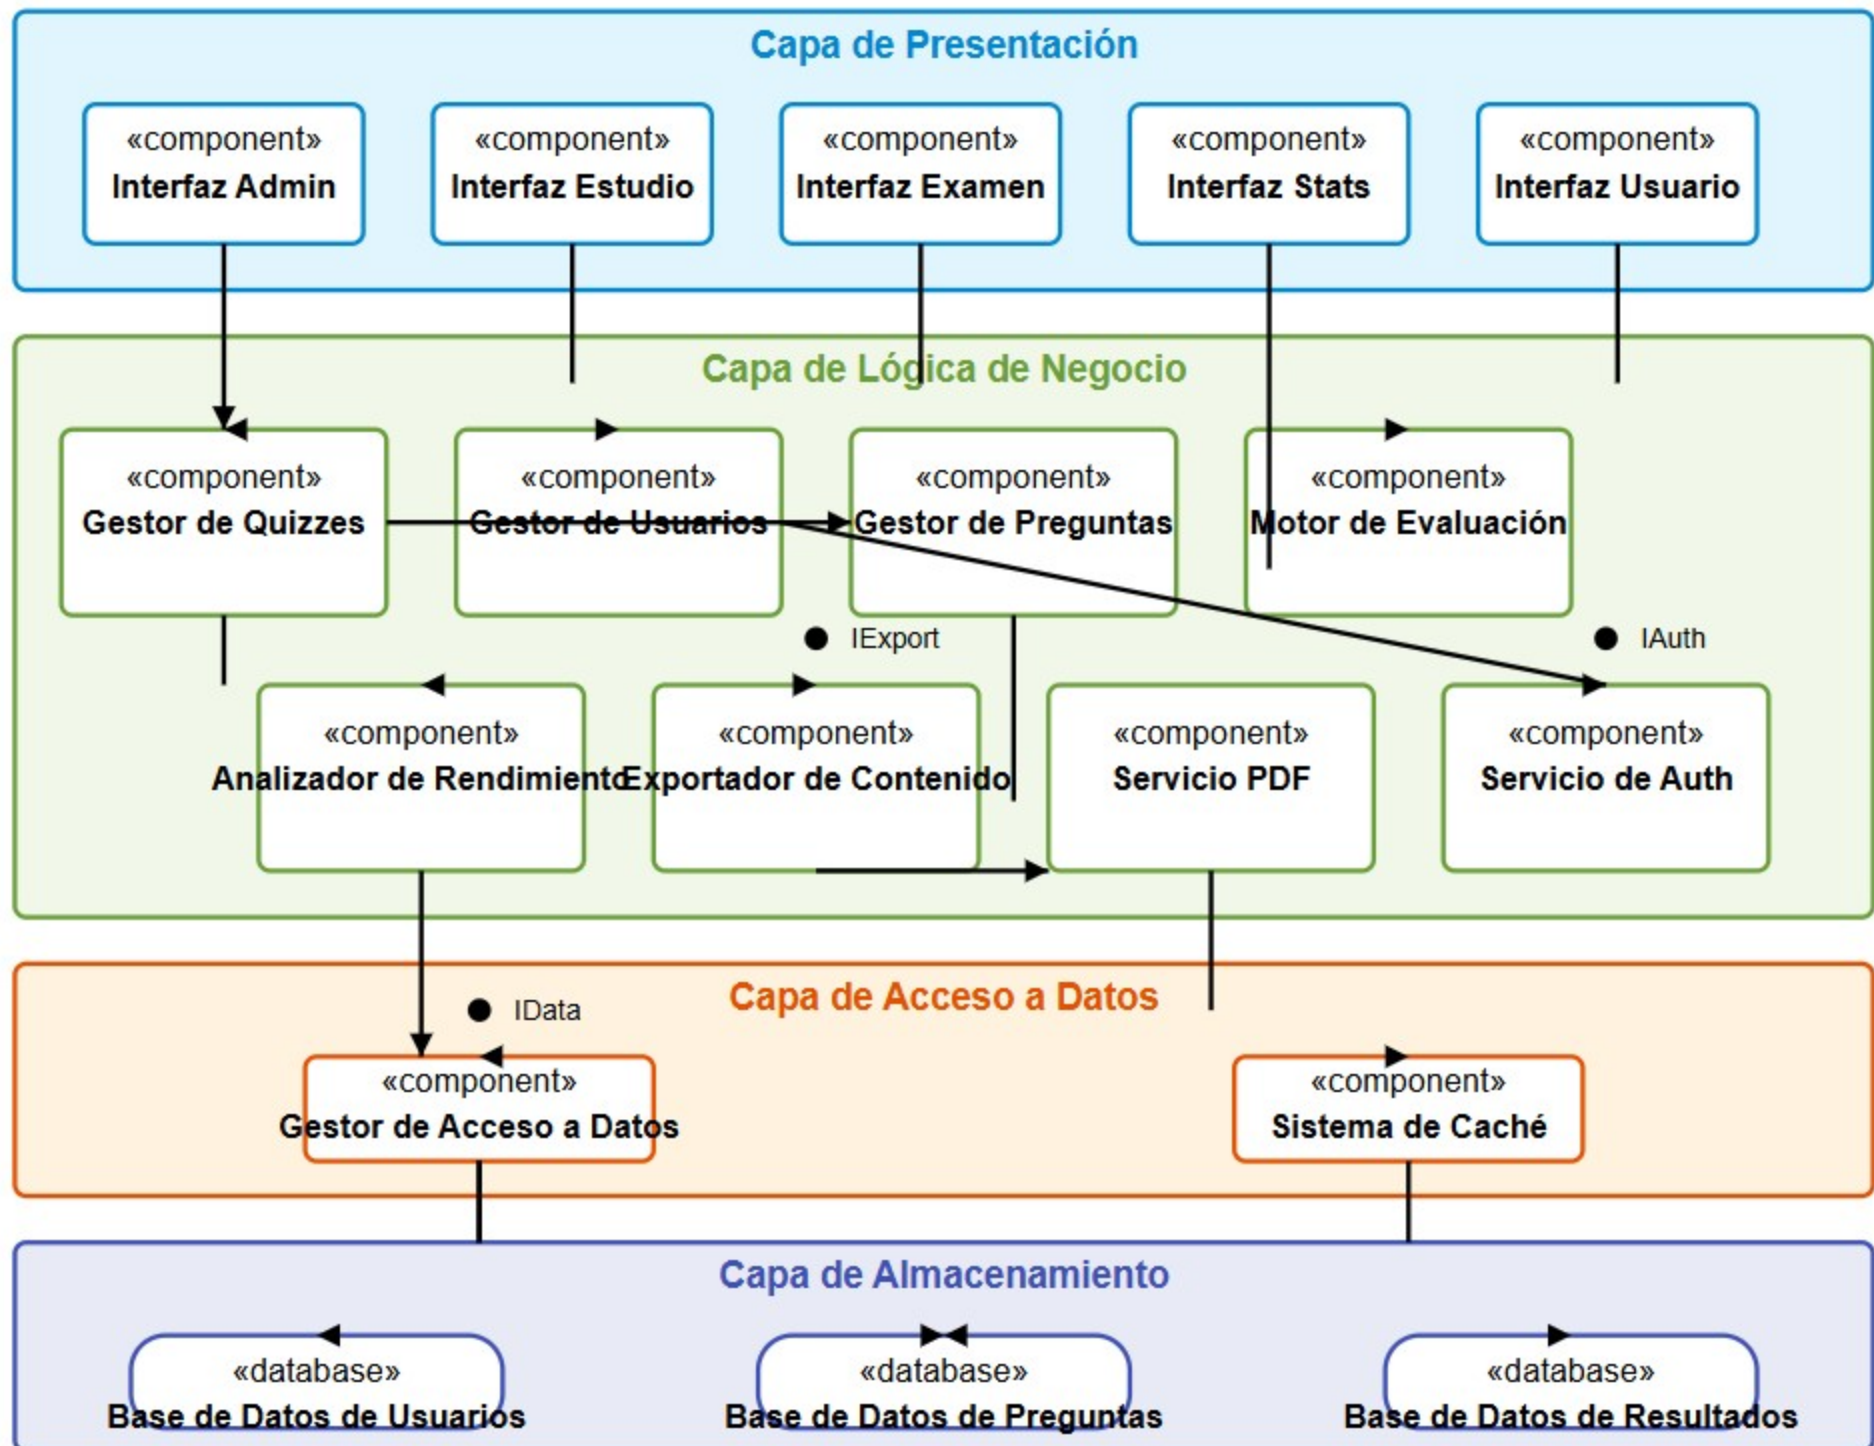 Capa de Presentación
«component»
Interfaz Admin
«component»
Interfaz Estudio
«component»
Interfaz Examen
«component»
Interfaz Stats
«component»
Interfaz Usuario
Capa de Lógica de Negocio
«component»
Gestor de Quizzes
«component»
Gestor de Usuarios
«component»
Gestor de Preguntas
«component»
Motor de Evaluación
IExport
IAuth
«component»
Analizador de Rendimiento
«component»
Exportador de Contenido
«component»
Servicio PDF
«component»
Servicio de Auth
Capa de Acceso a Datos
IData
«component»
Gestor de Acceso a Datos
«component»
Sistema de Caché
Capa de Almacenamiento
«database»
Base de Datos de Usuarios
«database»
Base de Datos de Preguntas
«database»
Base de Datos de Resultados